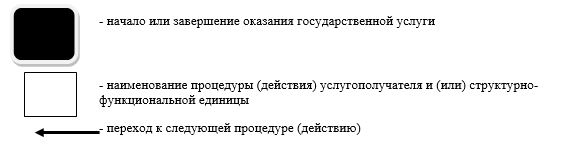 - начало или завершение оказания государственной услуги
- наименование процедуры (действия) услугополучателя и (или) структурно-
функциональной единицы
- переход к следующей процедуре (действию)